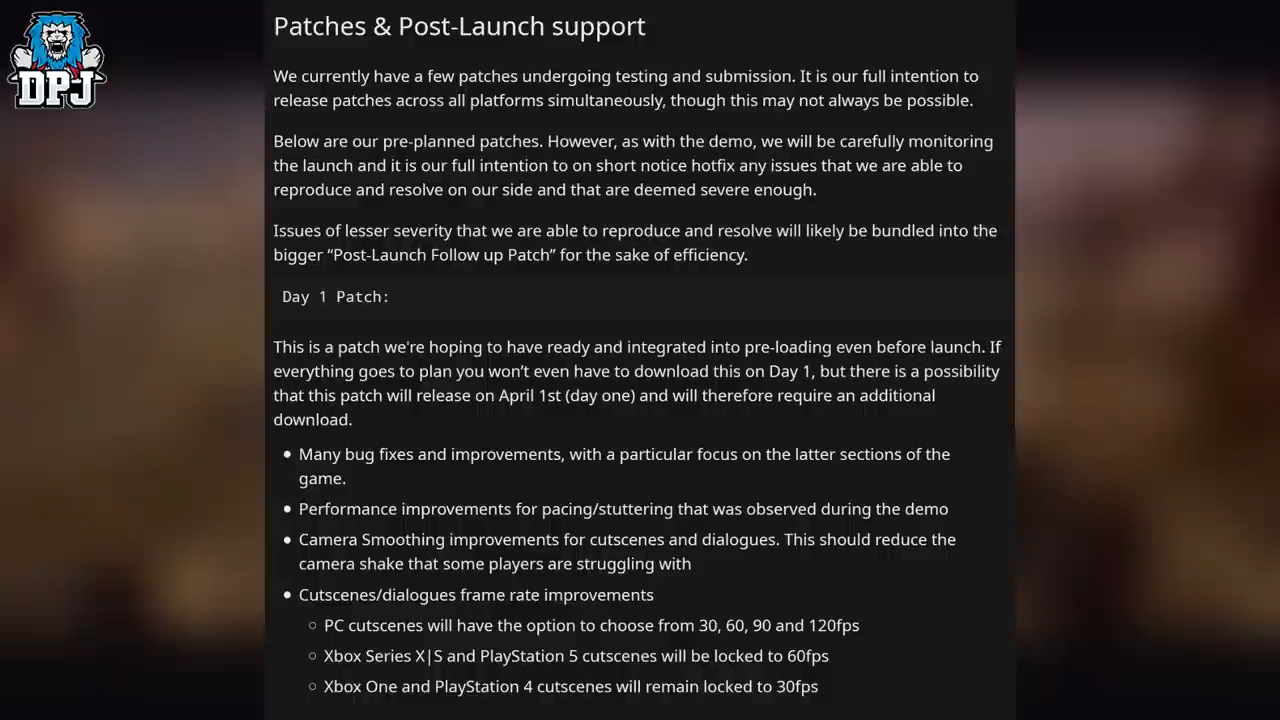 DPJ
Patches & Post-Launch support
We currently have a few patches undergoing testing and submission. It is our full intention to
release patches across all platforms simultaneously, though this may not always be possible.
Below are our pre-planned patches. However, as with the demo, we will be carefully monitoring
the launch and it is our full intention to on short notice hotfix any issues that we are able to
reproduce and resolve on our side and that are deemed severe enough.
Issues of lesser severity that we are able to reproduce and resolve will likely be bundled into the
bigger “Post-Launch Follow up Patch” for the sake of efficiency.
Day 1 Patch:
This is a patch we're hoping to have ready and integrated into pre-loading even before launch. If
everything goes to plan you won’t even have to download this on Day 1, but there is a possibility
that this patch will release on April 1st (day one) and will therefore require an additional
download.
• Many bug fixes and improvements, with a particular focus on the latter sections of the
game.
• Performance improvements for pacing/stuttering that was observed during the demo
• Camera Smoothing improvements for cutscenes and dialogues. This should reduce the
camera shake that some players are struggling with
• Cutscenes/dialogues frame rate improvements
○ PC cutscenes will have the option to choose from 30, 60, 90 and 120fps
○ Xbox Series X|S and PlayStation 5 cutscenes will be locked to 60fps
○ Xbox One and PlayStation 4 cutscenes will remain locked to 30fps